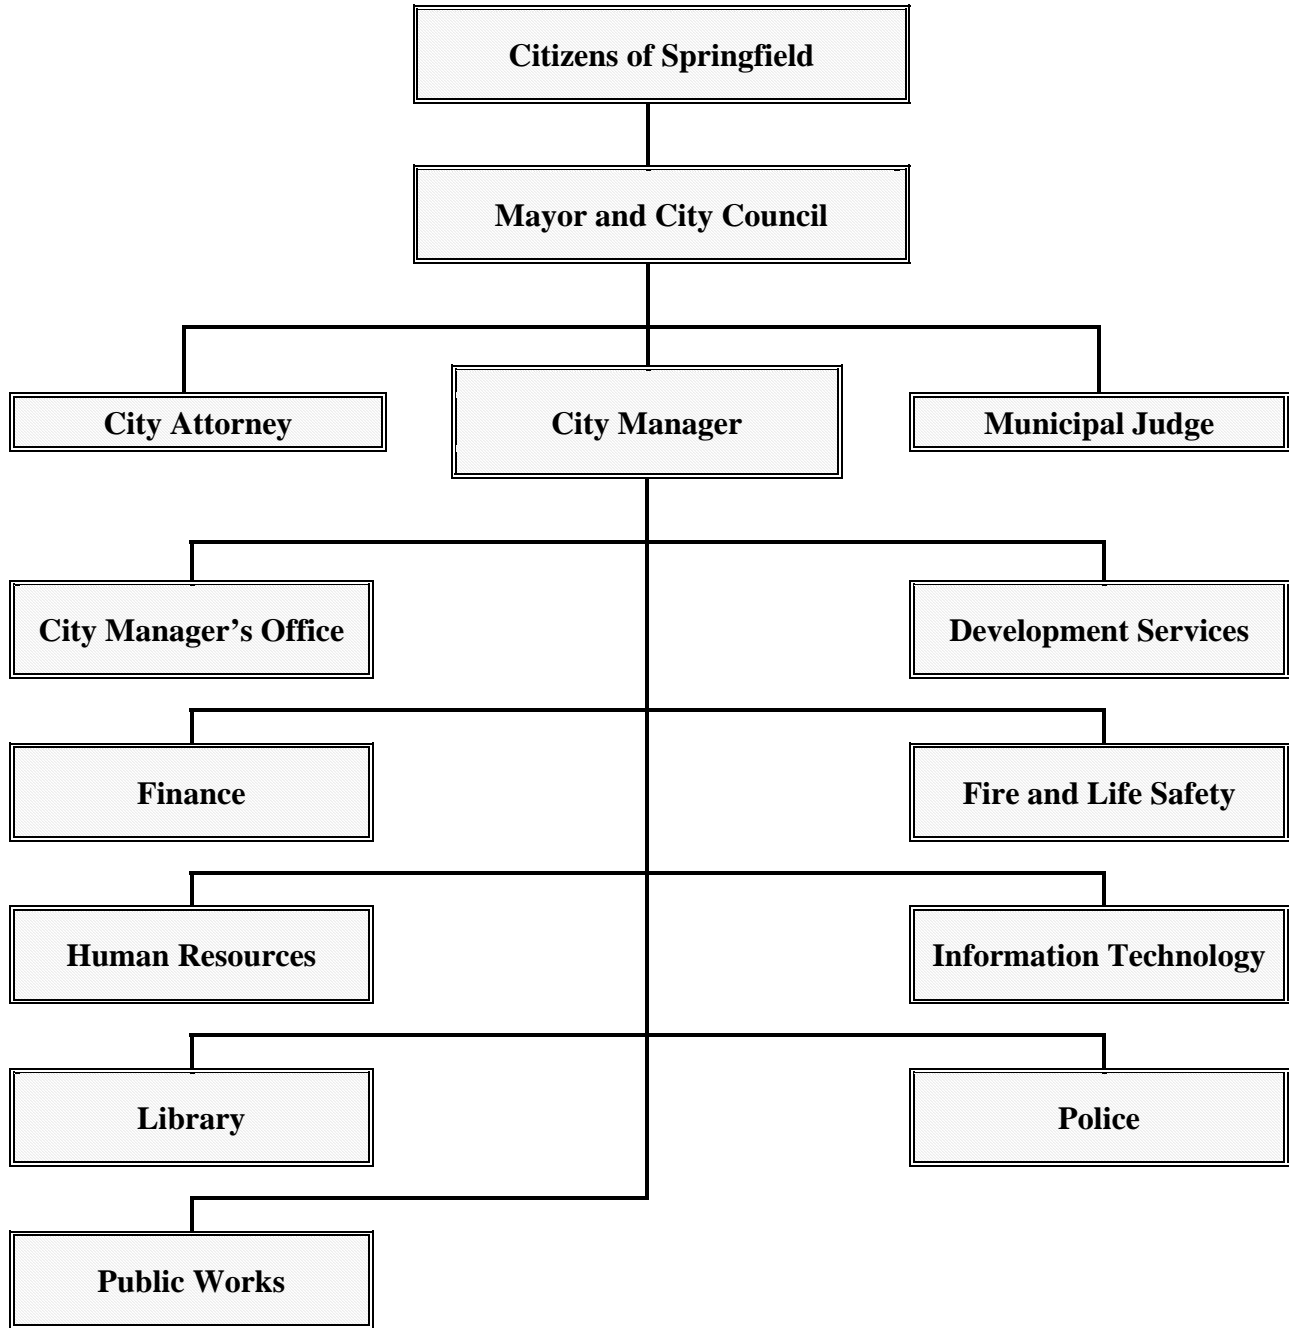 Citizens of Springfield
Mayor and City Council
City Attorney
City Manager
Municipal Judge
City Manager’s Office
Development Services
Finance
Fire and Life Safety
Human Resources
Information Technology
Library
Police
Public Works